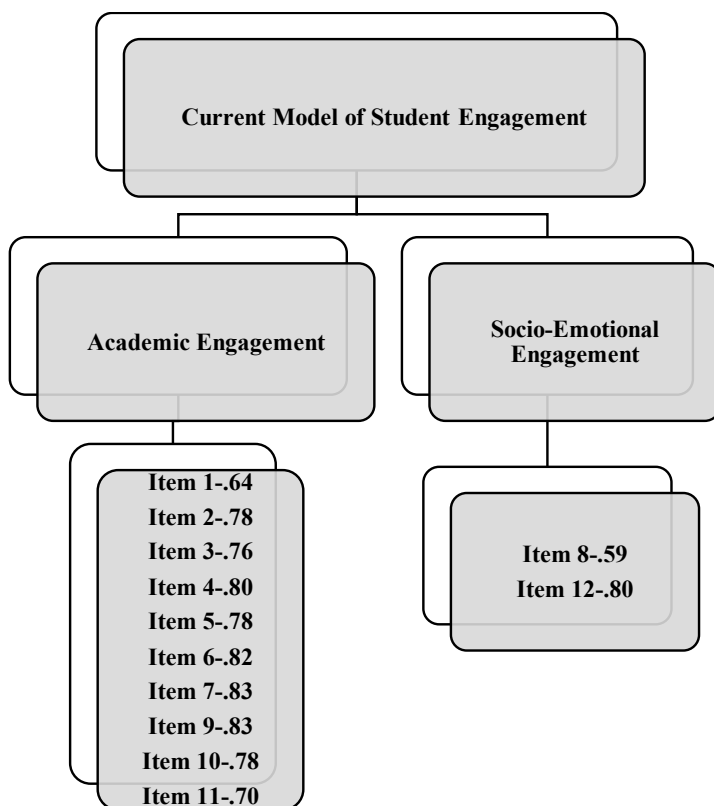 Current Model of Student Engagement
Academic Engagement
Socio-Emotional
Engagement
Item 1-.64
Item 2-.78
Item 3-.76
Item 4-.80
Item 5-.78
Item 6-.82
Item 7-.83
Item 9-.83
Item 10-.78
Item 11-.70
Item 8-.59
Item 12-.80